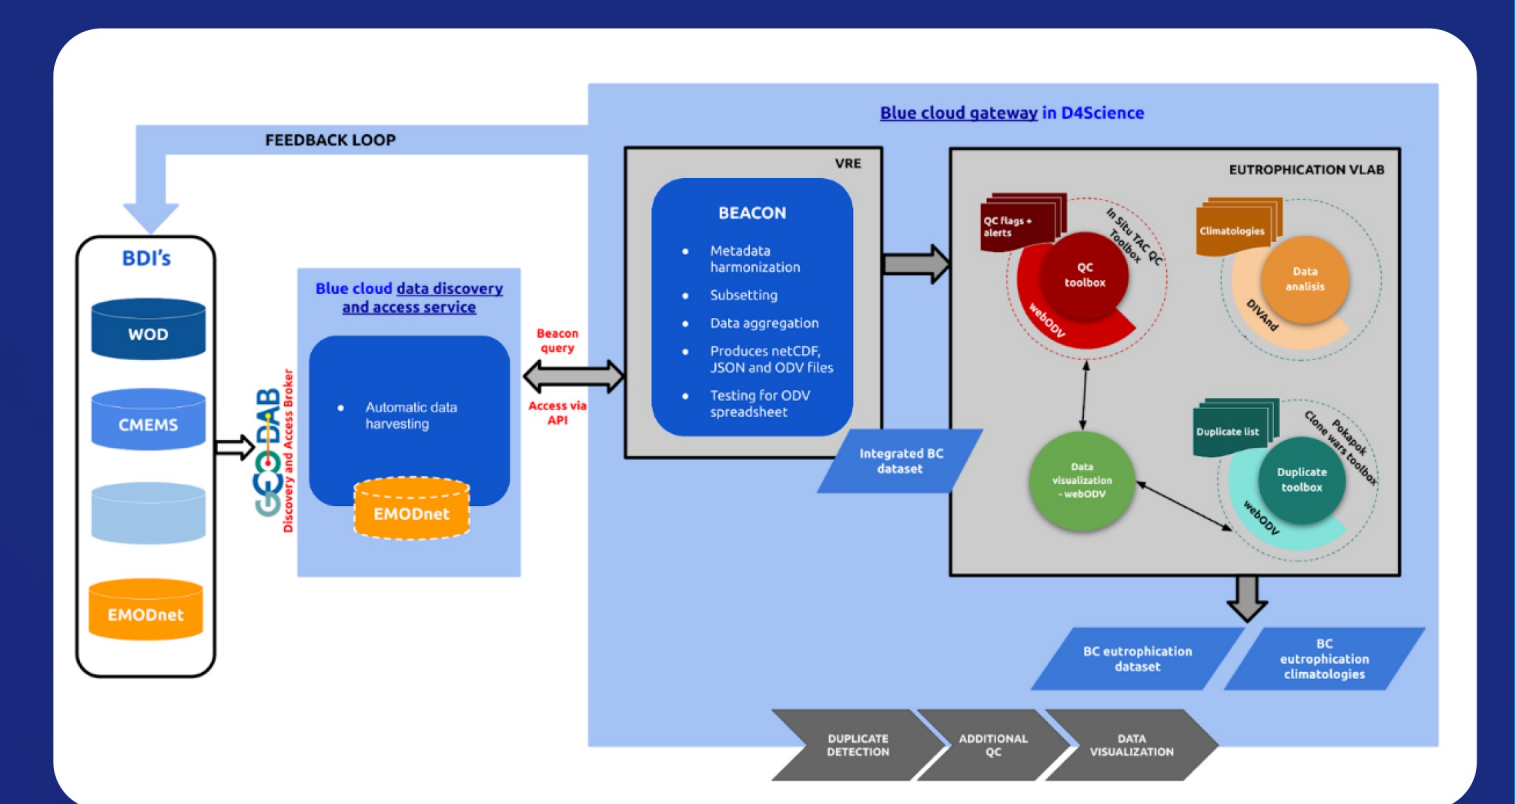 Blue cloud gateway in D4Science
FEEDBACK LOOP
BDI’s
WOD
CMEMS
EMODnet
GEO DAB
Discovery and Access Broker
Blue cloud data discovery
and access service
Automatic data
harvesting
EMODnet
Beacon
query
Access via
API
VRE
BEACON
Metadata
harmonization
Subsetting
Data aggregation
Produces netCDF,
JSON and ODV files
Testing for ODV
spreadsheet
Integrated BC
dataset
EUTROPHICATION VLAB
QC flags +
alerts
In Situ TAC QC
Toolbox
QC
toolbox
webODV
Climatologies
Data
analisis
DIVAnd
Data
visualization
- webODV
Duplicate list
Pokapok
Clone wars toolbox
Duplicate
toolbox
webODV
BC eutrophication
dataset
BC
eutrophication
climatologies
DUPLICATE
DETECTION
ADDITIONAL
QC
DATA
VISUALIZATION